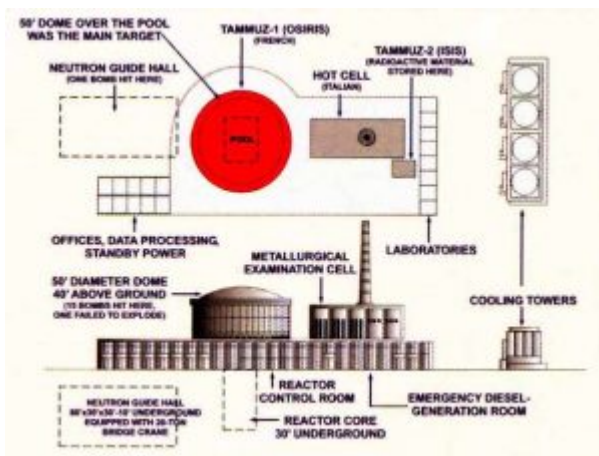 50' DOME OVER THE POOL
WAS THE MAIN TARGET
TAMMUZ-1 (OSIRIS)
(FRENCH)
TAMMUZ-2 (ISIS)
(RADIOACTIVE MATERIAL
STORED HERE)
NEUTRON GUIDE HALL
(ONE BOMB HIT HERE)
HOT CELL
(ITALIAN)
POOL
OFFICES, DATA PROCESSING,
STANDBY POWER
LABORATORIES
METALLURGICAL
EXAMINATION CELL
50' DIAMETER DOME
40' ABOVE GROUND
(15 BOMBS HIT HERE,
ONE FAILED TO EXPLODE)
COOLING TOWERS
REACTOR
CONTROL ROOM
EMERGENCY DIESEL-
GENERATION ROOM
NEUTRON GUIDE HALL
UNDERGROUND
EQUIPPED WITH 20-TON
BRIDGE CRANE
REACTOR CORE
30' UNDERGROUND